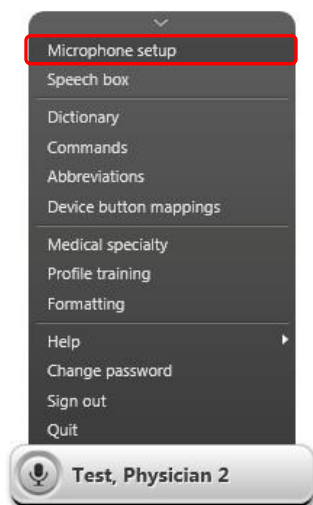 Microphone setup
Speech box
Dictionary
Commands
Abbreviations
Device button mappings
Medical specialty
Profile training
Formatting
Help
Change password
Sign out
Quit
Test, Physician 2